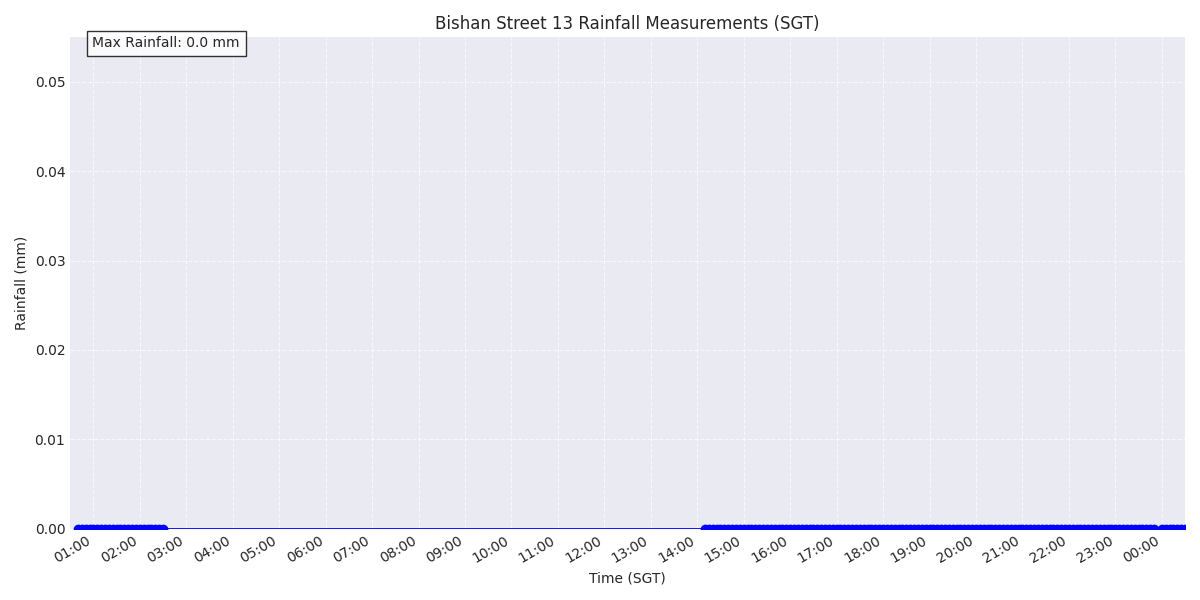 Bishan Street 13 Rainfall Measurements (SGT)
Max Rainfall: 0.0 mm
0.05
0.04
0.03
0.02
0.01
0.00
Rainfall (mm)
01:00 02:00 03:00 04:00 05:00 06:00 07:00 08:00 09:00 10:00 11:00 12:00 13:00 14:00 15:00 16:00 17:00 18:00 19:00 20:00 21:00 22:00 23:00 00:00
Time (SGT)